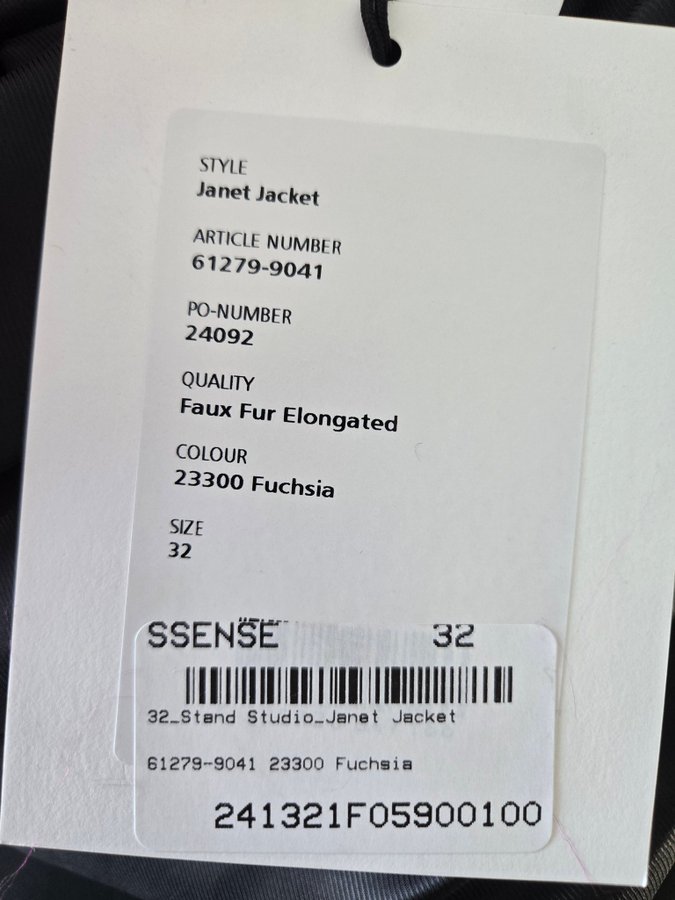 STYLE
Janet Jacket
ARTICLE NUMBER
61279-9041
PO-NUMBER
24092
QUALITY
Faux Fur Elongated
COLOUR
23300 Fuchsia
SIZE
32
SSENSE 32
32_Stand Studio_Janet Jacket
61279-9041 23300 Fuchsia
241321F05900100